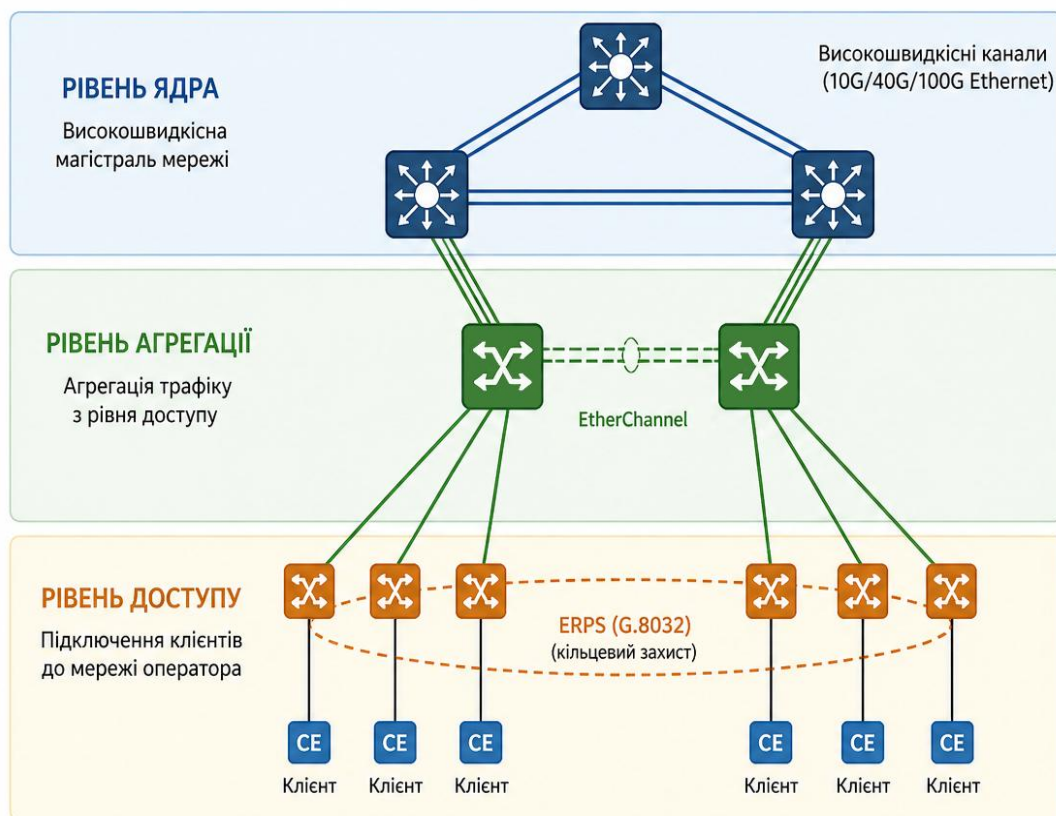 РІВЕНЬ ЯДРА
Високошвидкісна
магістраль мережі
Високошвидкісні канали
(10G/40G/100G Ethernet)
РІВЕНЬ АГРЕГАЦІЇ
Агрегація трафіку
з рівня доступу
EtherChannel
РІВЕНЬ ДОСТУПУ
Підключення клієнтів
до мережі оператора
ERPS (G.8032)
(кільцевий захист)
CE CE CE CE CE CE
Клієнт Клієнт Клієнт Клієнт Клієнт Клієнт